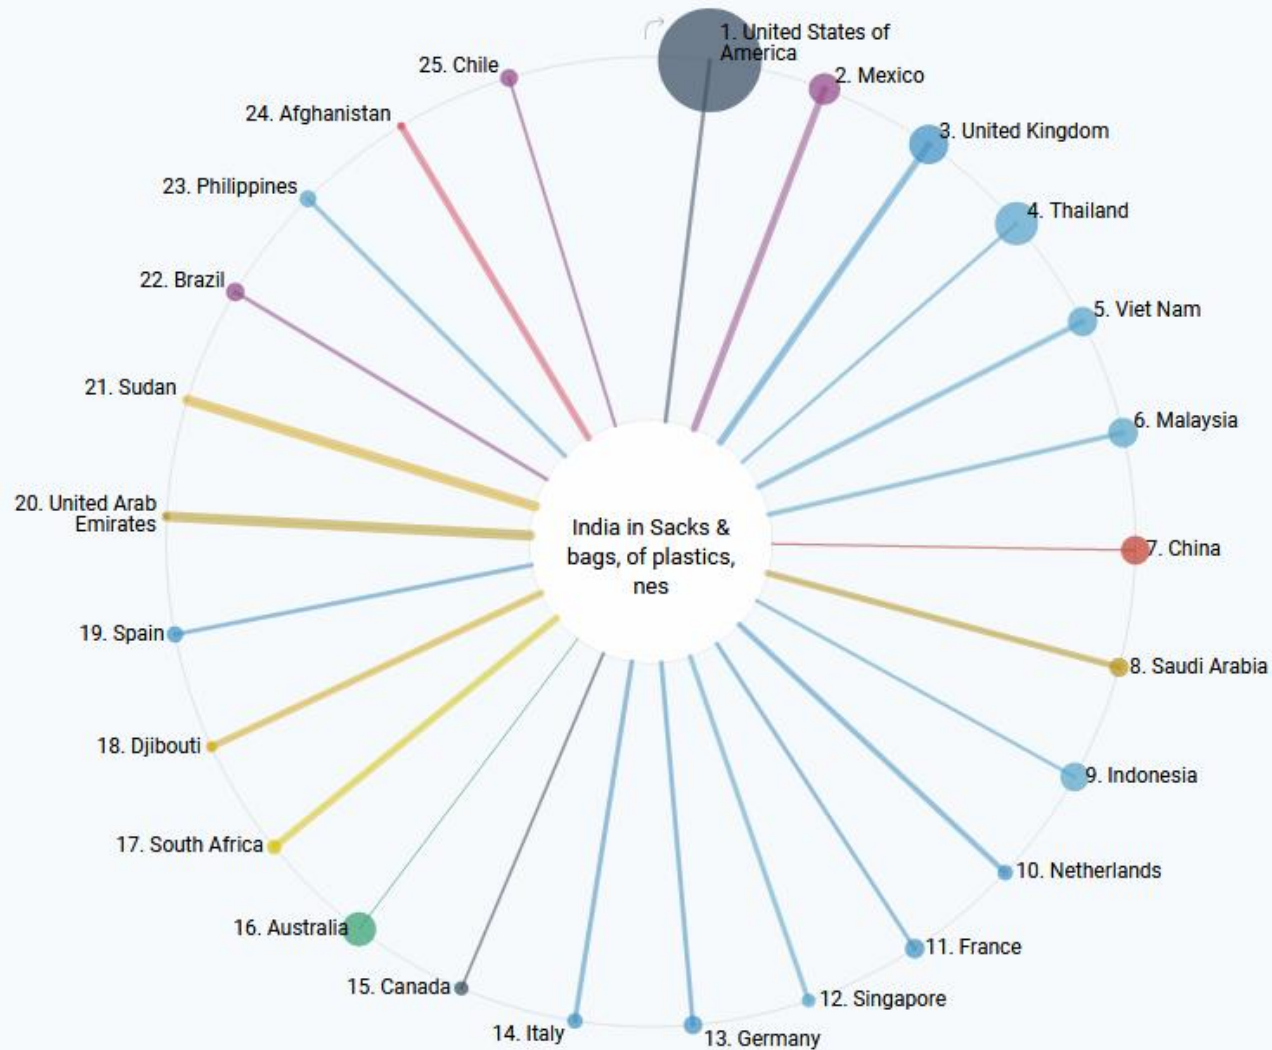 1. United States of
America
2. Mexico
3. United Kingdom
4. Thailand
5. Viet Nam
6. Malaysia
7. China
8. Saudi Arabia
9. Indonesia
10. Netherlands
11. France
12. Singapore
13. Germany
14. Italy
15. Canada
16. Australia
17. South Africa
18. Djibouti
19. Spain
20. United Arab
Emirates
21. Sudan
22. Brazil
23. Philippines
24. Afghanistan
25. Chile
India in Sacks &
bags, of plastics,
nes